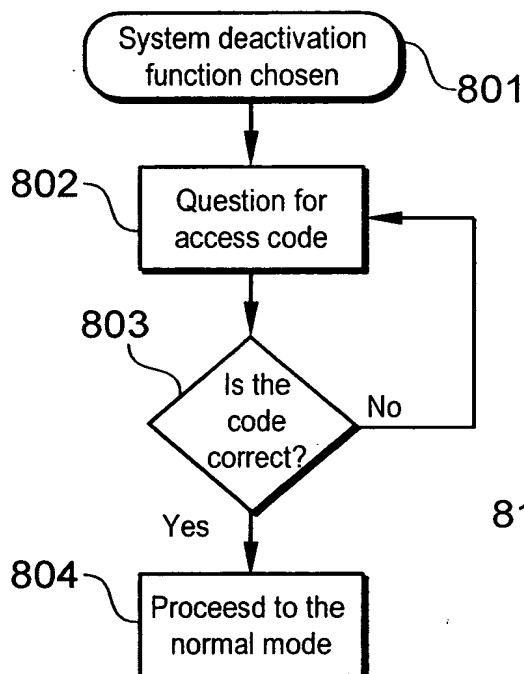 System deactivation
function chosen
801
802
Question for
access code
803
Is the
code
correct?
No
81
Yes
804
Proceesd to the
normal mode